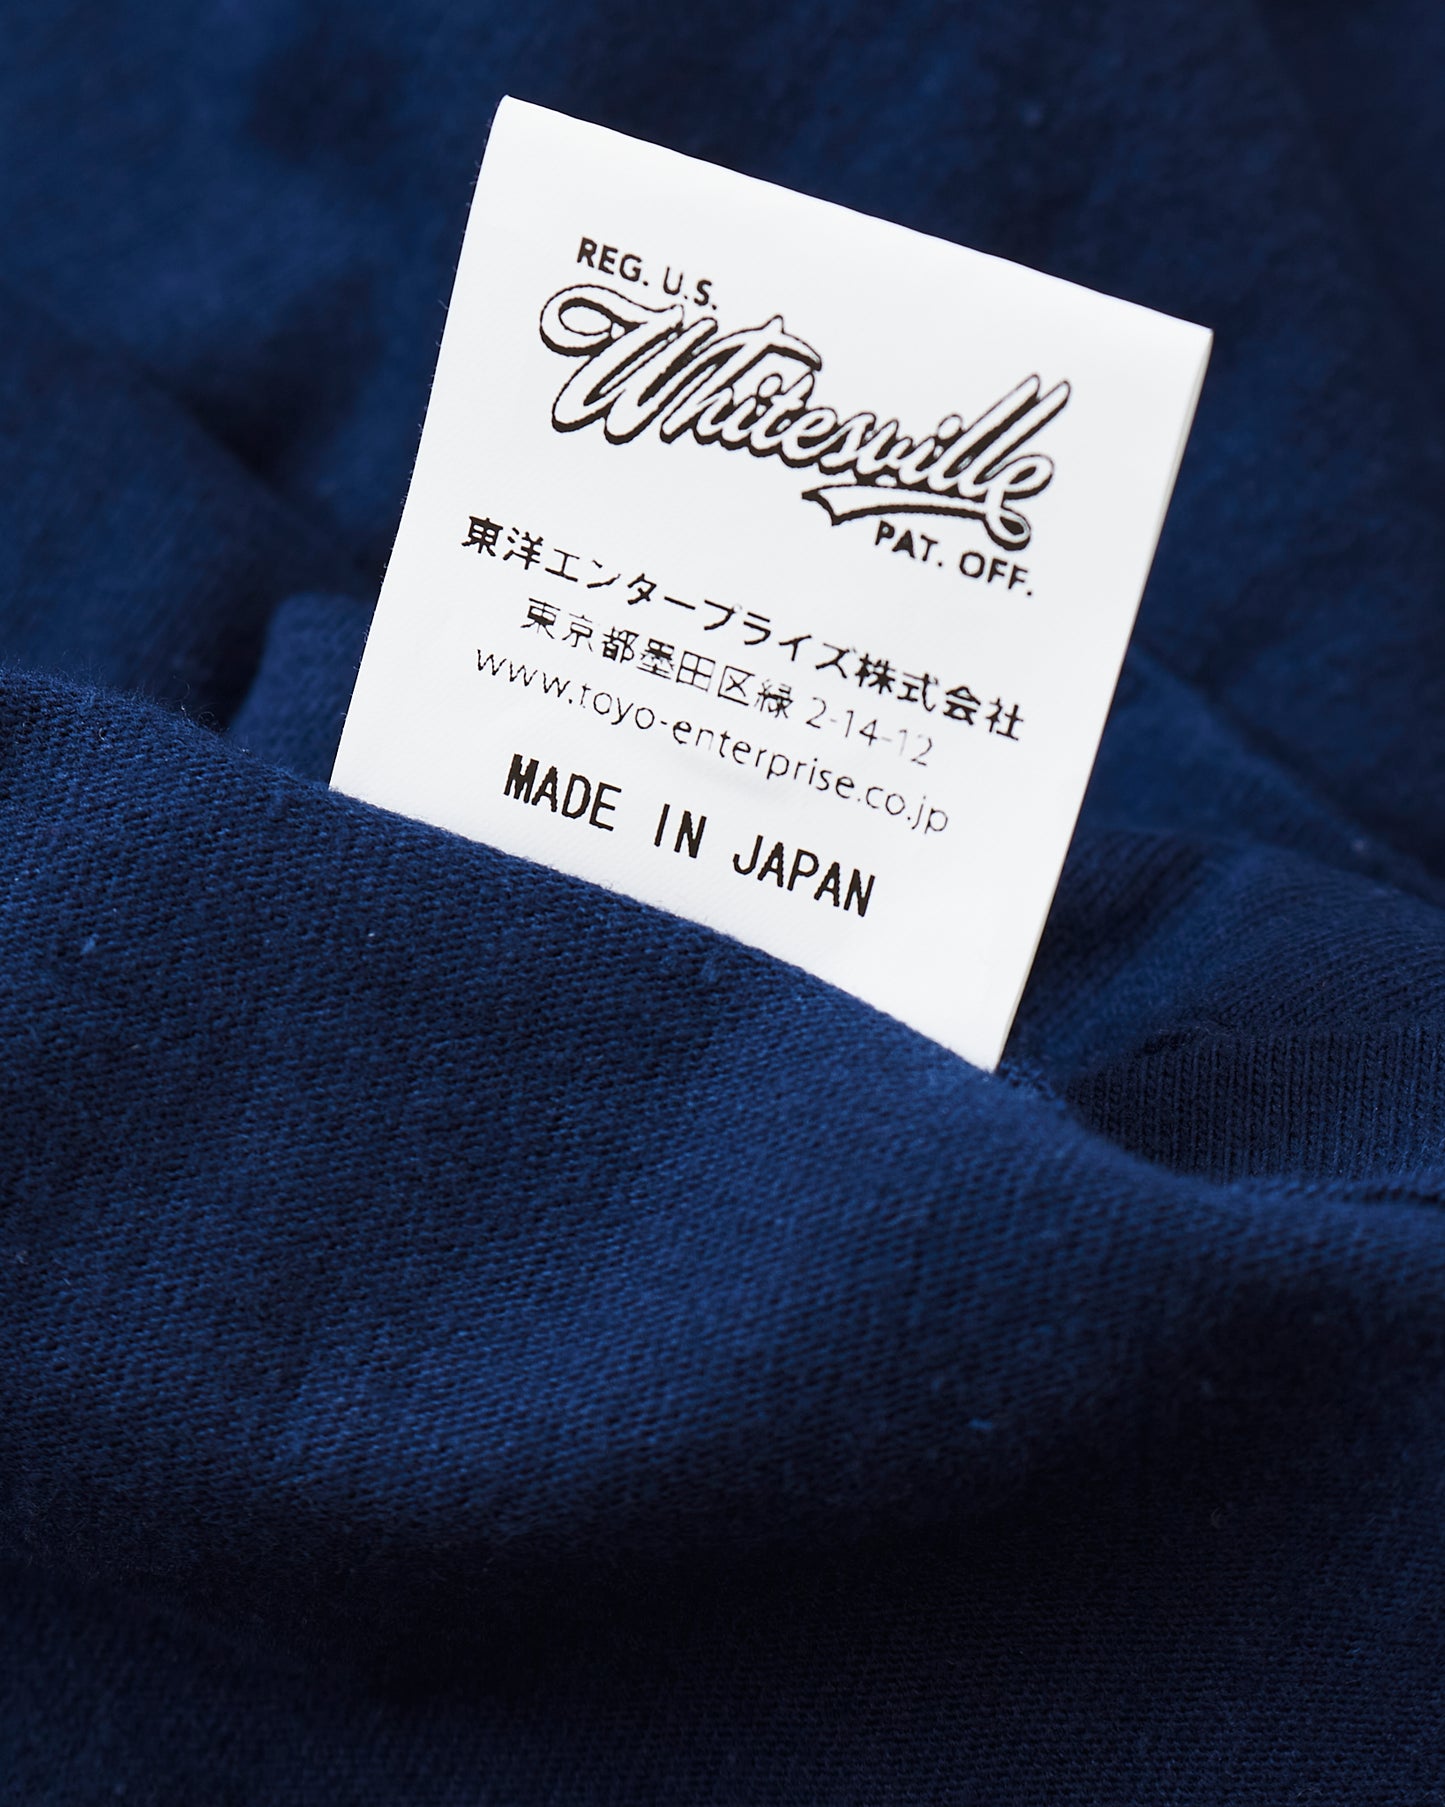 REG. U.S.
Whitesville
PAT. OFF.
東洋エンタープライズ株式会社
東京都墨田区緑 2-14-12
www.toyo-enterprise.co.jp
MADE IN JAPAN